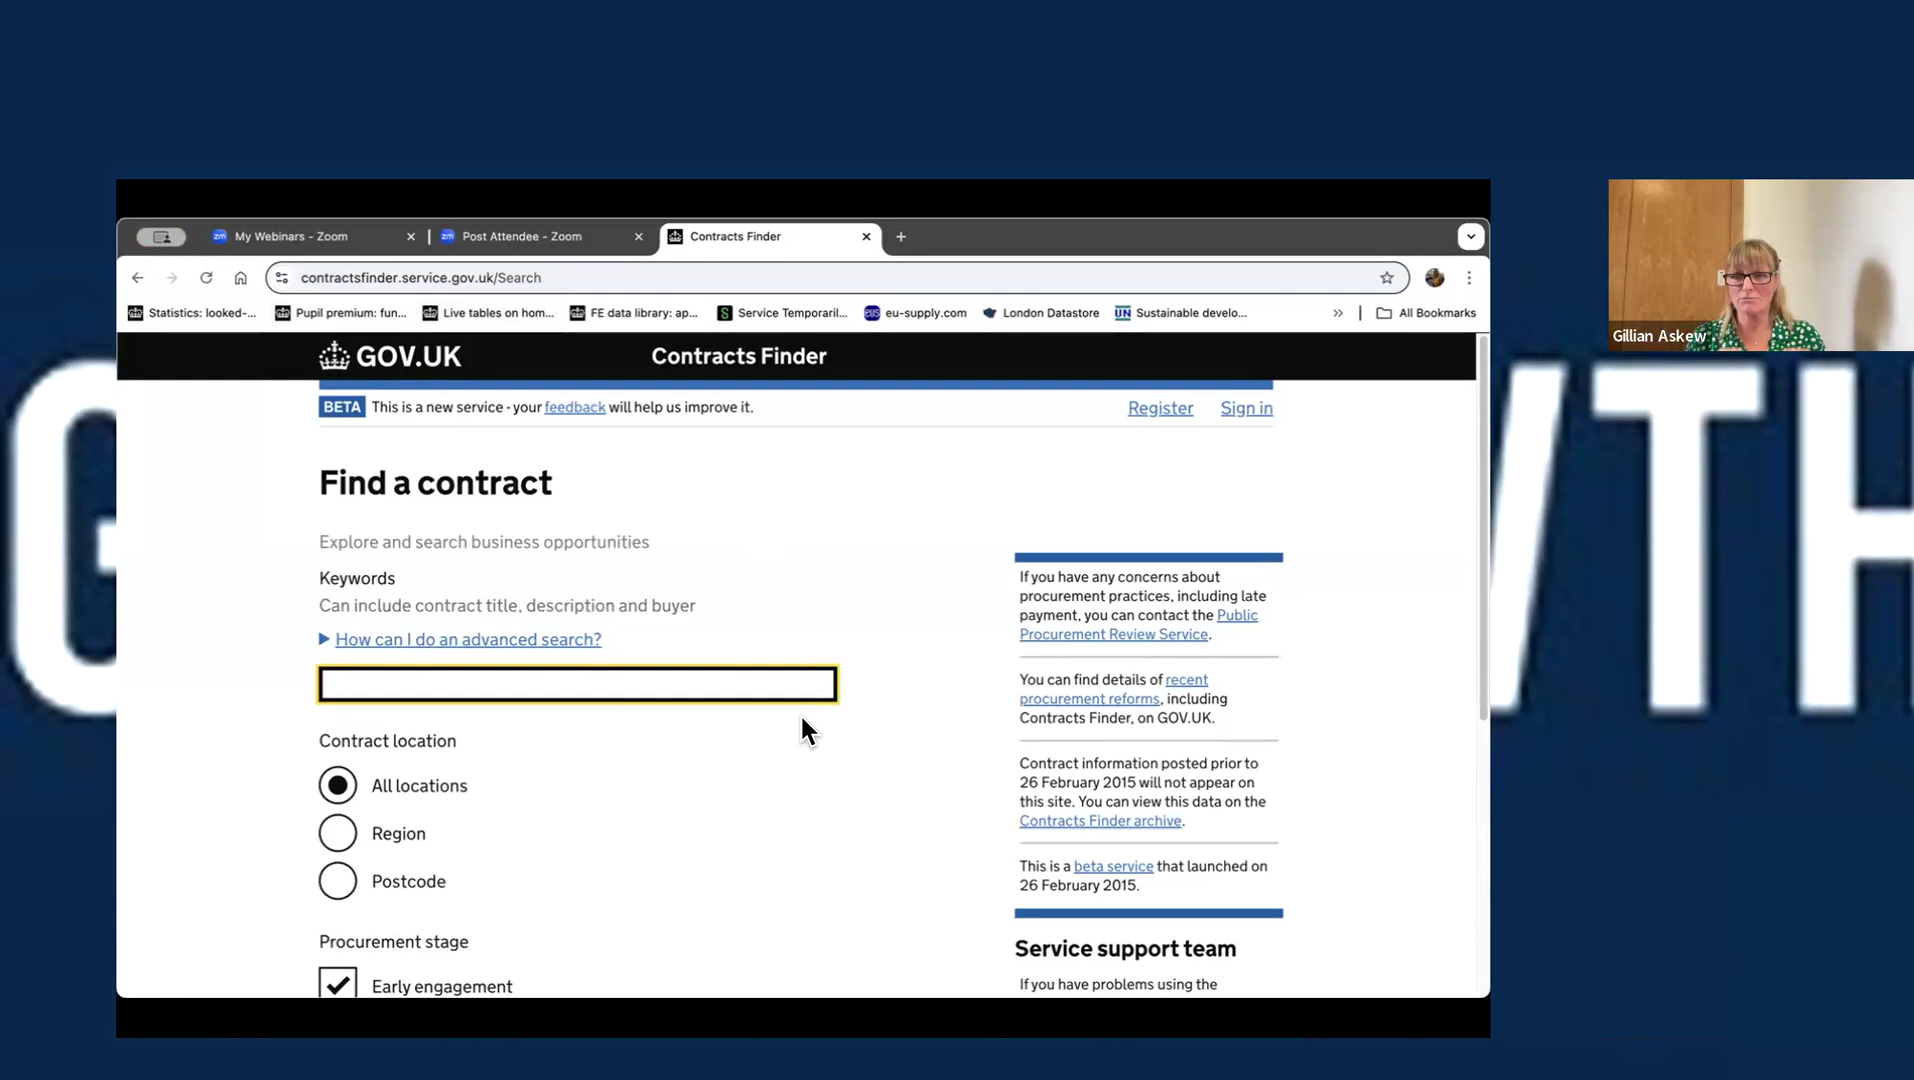 My Webinars - Zoom
Post Attendee - Zoom
Contracts Finder
contractsfinder.service.gov.uk/Search
Statistics: looked-...
Pupil premium: fun...
Live tables on hom...
FE data library: ap...
Service Temporaril...
eu-supply.com
London Datastore
Sustainable develo...
All Bookmarks
GOV.UK
Contracts Finder
BETA This is a new service - your feedback will help us improve it.
Register
Sign in
Find a contract
Explore and search business opportunities
Keywords
Can include contract title, description and buyer
How can I do an advanced search?
Contract location
All locations
Region
Postcode
Procurement stage
Early engagement
If you have any concerns about
procurement practices, including late
payment, you can contact the Public
Procurement Review Service.
You can find details of recent
procurement reforms, including
Contracts Finder, on GOV.UK.
Contract information posted prior to
26 February 2015 will not appear on
this site. You can view this data on the
Contracts Finder archive.
This is a beta service that launched on
26 February 2015.
Service support team
If you have problems using the
Gillian Askew
G
TH